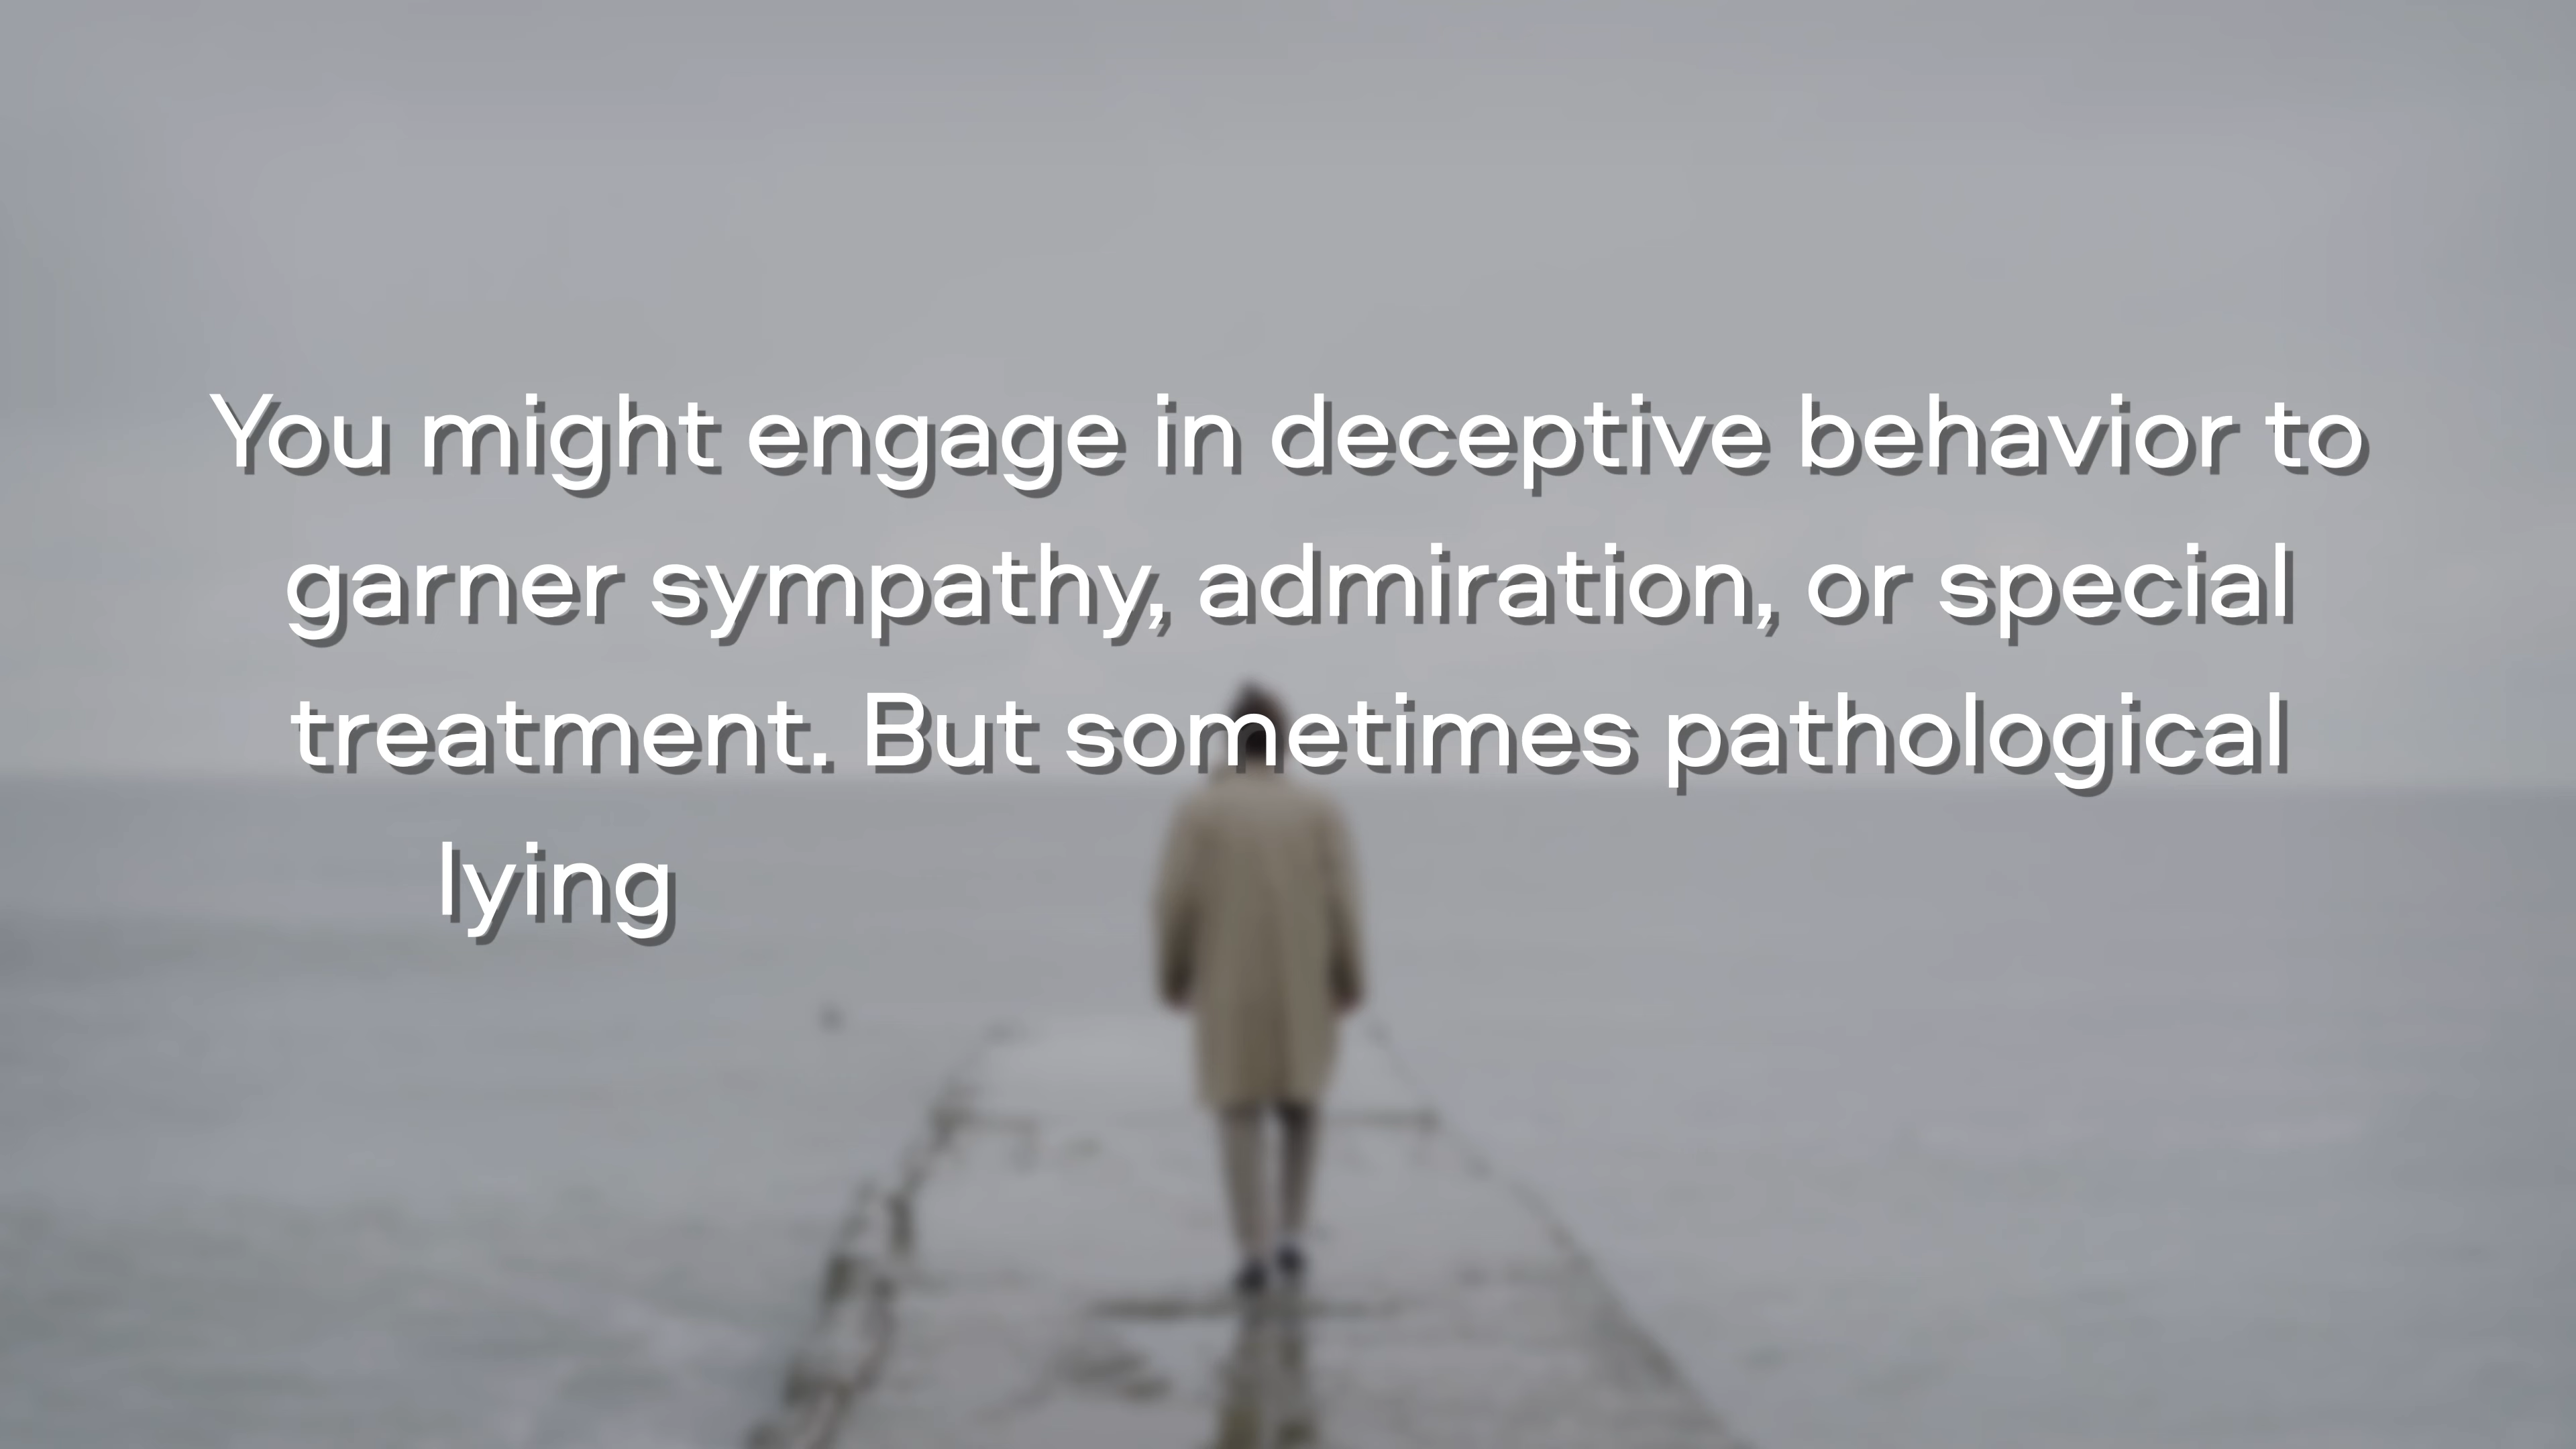 You might engage in deceptive behavior to
garner sympathy, admiration, or special
treatment. But sometimes pathological
lying